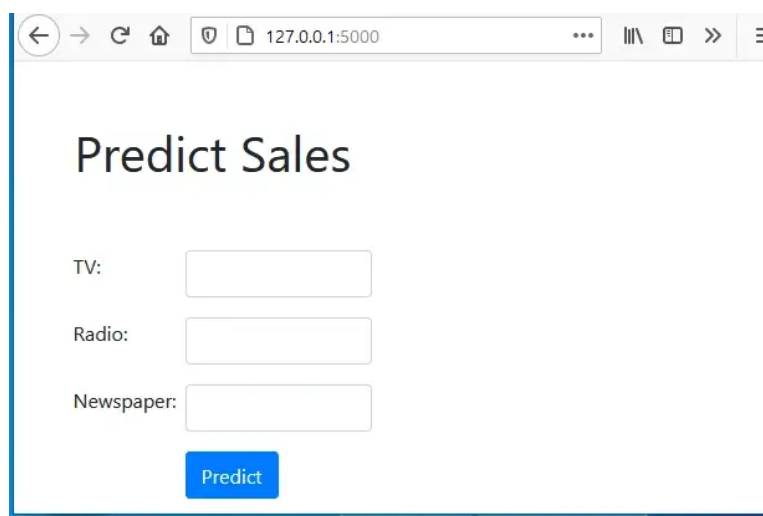 127.0.0.1:5000
Predict Sales
TV:
Radio:
Newspaper:
Predict